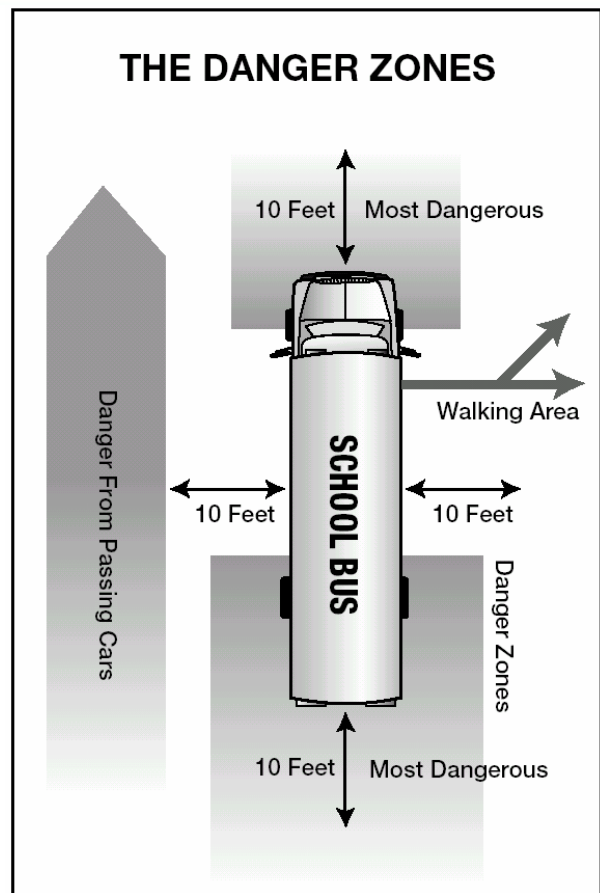 THE DANGER ZONES
10 Feet
Most Dangerous
Walking Area
Danger From Passing Cars
SCHOOL BUS
10 Feet
10 Feet
Danger Zones
10 Feet
Most Dangerous